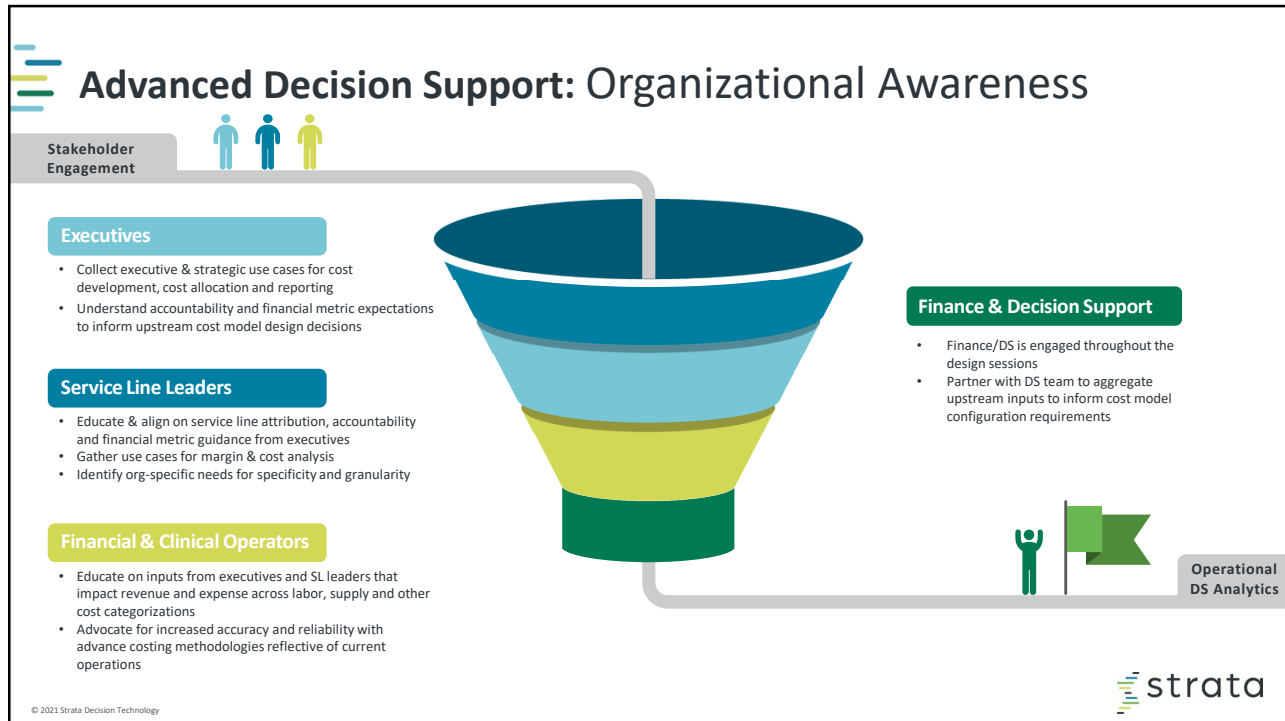 Advanced Decision Support: Organizational Awareness
Stakeholder
Engagement
Executives
• Collect executive & strategic use cases for cost
development, cost allocation and reporting
• Understand accountability and financial metric expectations
to inform upstream cost model design decisions
Service Line Leaders
• Educate & align on service line attribution, accountability
and financial metric guidance from executives
• Gather use cases for margin & cost analysis
• Identify org-specific needs for specificity and granularity
Financial & Clinical Operators
• Educate on inputs from executives and SL leaders that
impact revenue and expense across labor, supply and other
cost categorizations
• Advocate for increased accuracy and reliability with
advance costing methodologies reflective of current
operations
Finance & Decision Support
• Finance/DS is engaged throughout the
design sessions
• Partner with DS team to aggregate
upstream inputs to inform cost model
configuration requirements
Operational
DS Analytics
strata
© 2021 Strata Decision Technology